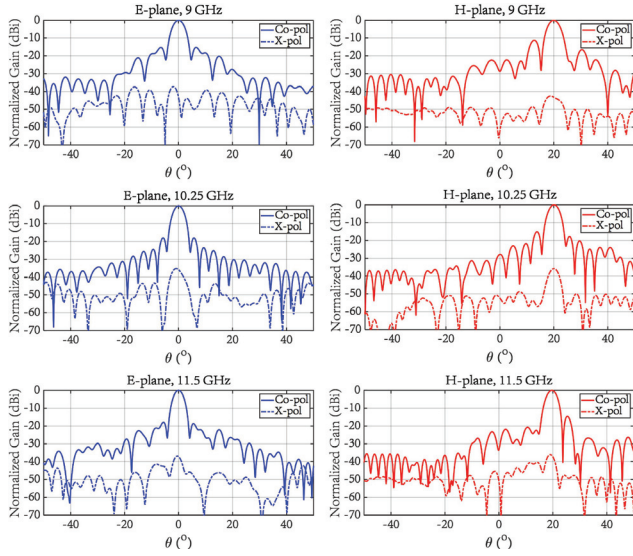 E-plane, 9 GHz
Normalized Gain (dBi)
0
-10
-20
-30
-40
-50
-60
-70
Co-pol
X-pol
-40 -20 0 20 40
θ (°)
H-plane, 9 GHz
Normalized Gain (dBi)
0
-10
-20
-30
-40
-50
-60
-70
Co-pol
X-pol
-40 -20 0 20 40
θ (°)
E-plane, 10.25 GHz
Normalized Gain (dBi)
0
-10
-20
-30
-40
-50
-60
-70
Co-pol
X-pol
-40 -20 0 20 40
θ (°)
H-plane, 10.25 GHz
Normalized Gain (dBi)
0
-10
-20
-30
-40
-50
-60
-70
Co-pol
X-pol
-40 -20 0 20 40
θ (°)
E-plane, 11.5 GHz
Normalized Gain (dBi)
0
-10
-20
-30
-40
-50
-60
-70
Co-pol
X-pol
-40 -20 0 20 40
θ (°)
H-plane, 11.5 GHz
Normalized Gain (dBi)
0
-10
-20
-30
-40
-50
-60
-70
Co-pol
X-pol
-40 -20 0 20 40
θ (°)